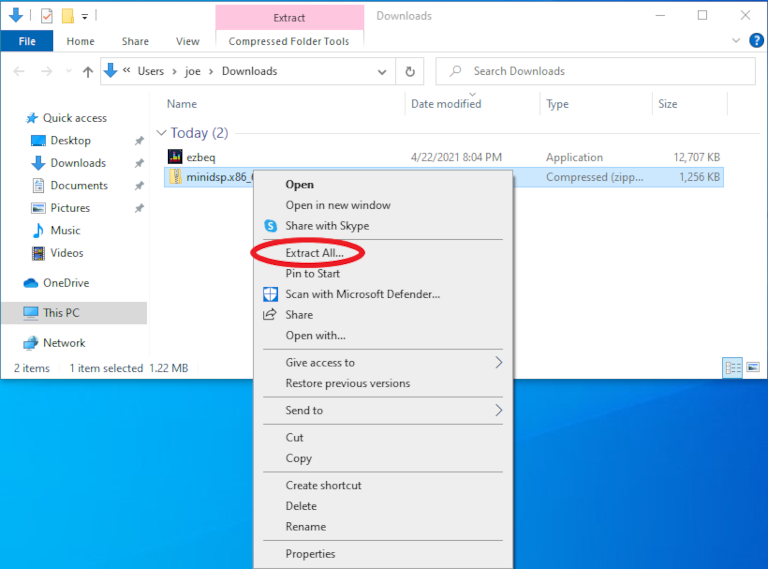 Extract
Downloads
File
Home
Share
View
Compressed Folder Tools
« Users › joe › Downloads
Search Downloads
Name
Date modified
Type
Size
Quick access
Desktop
Downloads
Documents
Pictures
Music
Videos
OneDrive
This PC
Network
Today (2)
ezbeq 4/22/2021 8:04 PM Application 12,707 KB
minidsp.x86_ Compressed (zipp... 1,256 KB
Open
Open in new window
Share with Skype
Extract All...
Pin to Start
Scan with Microsoft Defender...
Share
Open with...
Give access to
Restore previous versions
Send to
Cut
Copy
Create shortcut
Delete
Rename
Properties
2 items 1 item selected 1.22 MB